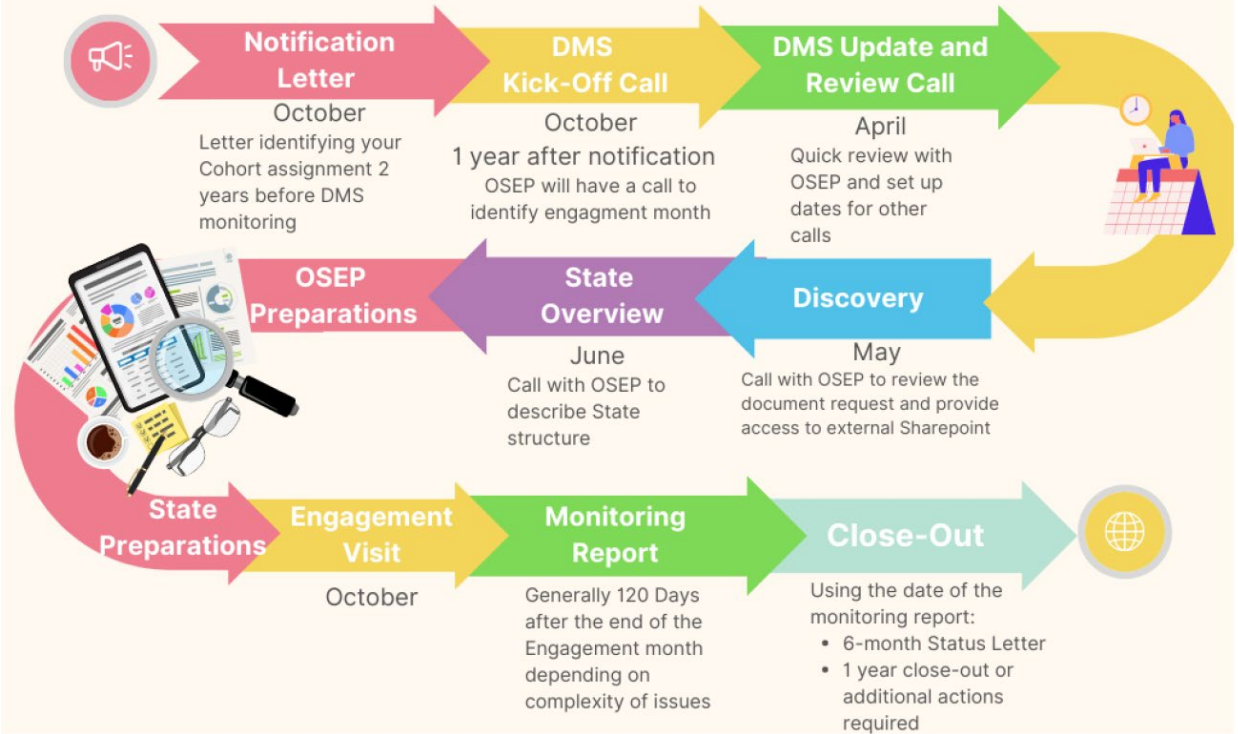 Notification
Letter
October
Letter identifying your
Cohort assignment 2
years before DMS
monitoring
DMS
Kick-Off Call
October
1 year after notification
OSEP will have a call to
identify engagment month
DMS Update and
Review Call
April
Quick review with
OSEP and set up
dates for other
calls
Discovery
May
Call with OSEP to review the
document request and provide
access to external Sharepoint
State
Overview
June
Call with OSEP to
describe State
structure
OSEP
Preparations
State
Preparations
Engagement
Visit
October
Monitoring
Report
Generally 120 Days
after the end of the
Engagement month
depending on
complexity of issues
Close-Out
Using the date of the
monitoring report:
• 6-month Status Letter
• 1 year close-out or
additional actions
required